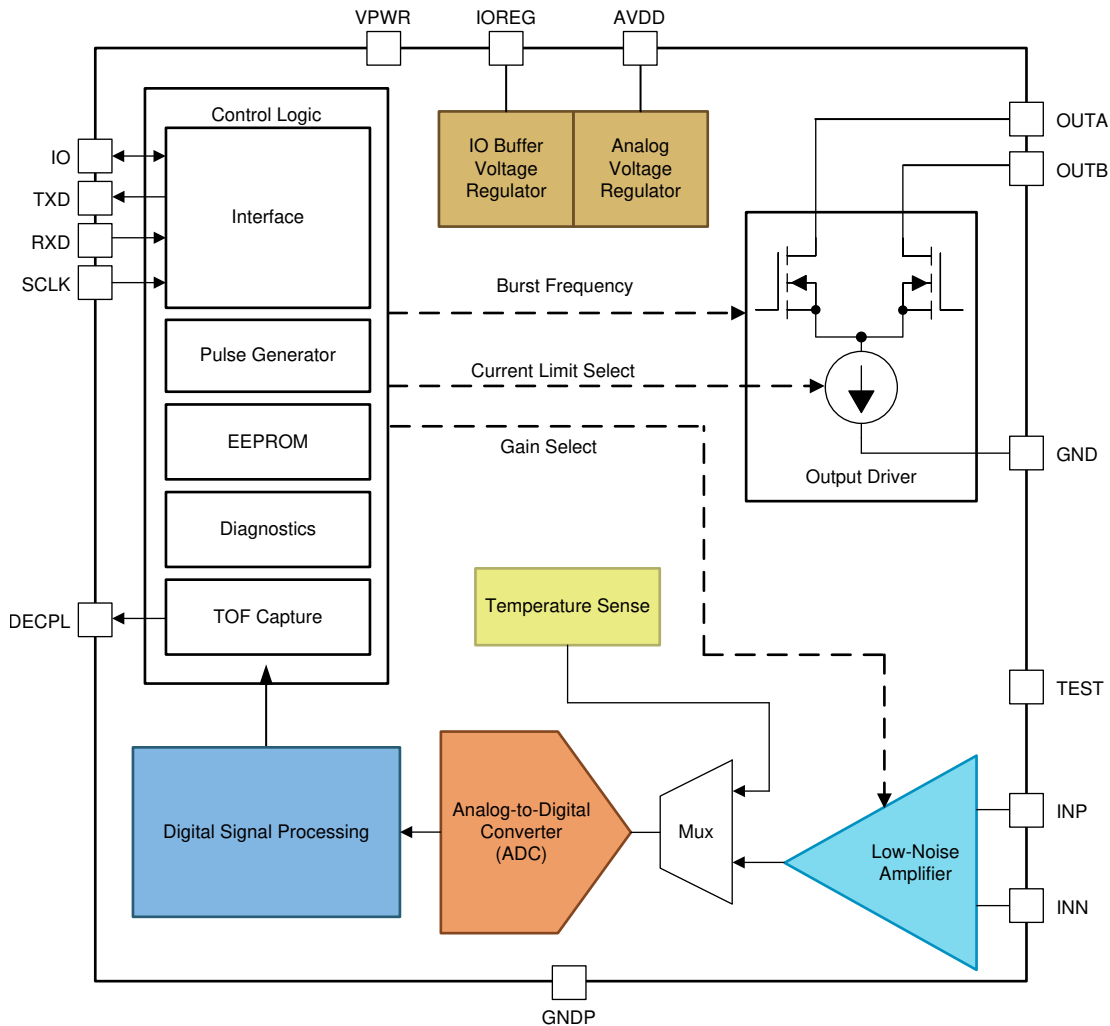 VPWR
IOREG
AVDD
Control Logic
OUTA
IO
IO Buffer
Voltage
Regulator
Analog
Voltage
Regulator
OUTB
TXD
Interface
RXD
SCLK
Burst Frequency
Pulse Generator
Current Limit Select
EEPROM
Gain Select
GND
Output Driver
Diagnostics
Temperature Sense
DECPL
TOF Capture
TEST
Digital Signal Processing
Analog-to-Digital
Converter
(ADC)
Mux
Low-Noise
Amplifier
INP
INN
GNDP